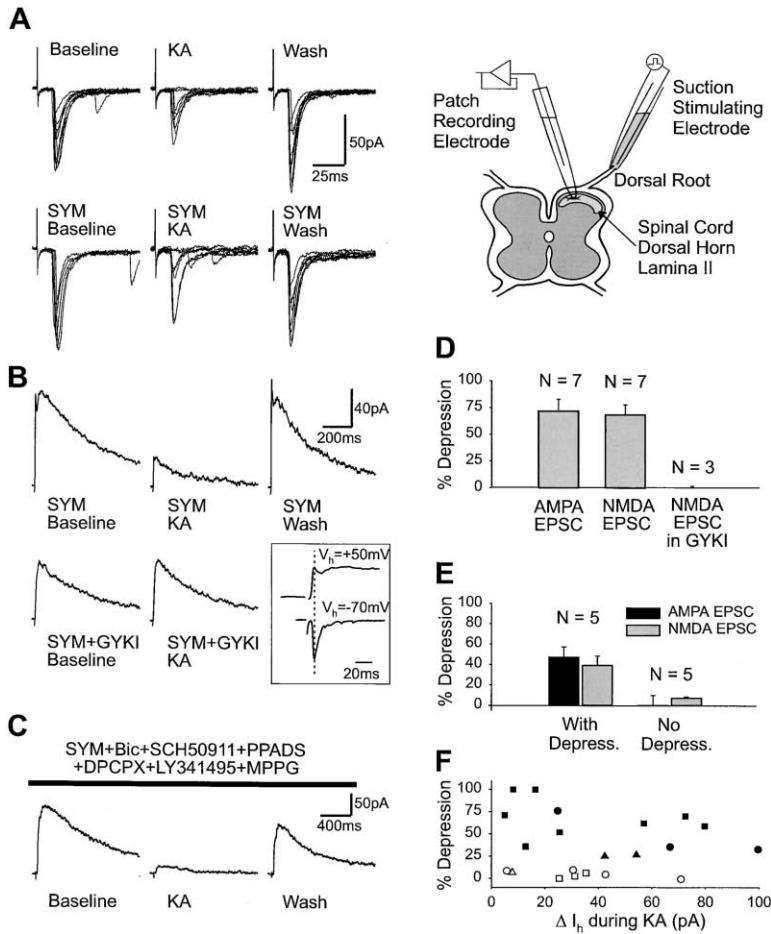 A
Baseline
KA
Wash
50pA
25ms
SYM
Baseline
SYM
KA
SYM
Wash
Patch
Recording
Electrode
Suction
Stimulating
Electrode
Dorsal Root
Spinal Cord
Dorsal Horn
Lamina II
B
40pA
200ms
SYM
Baseline
SYM
KA
SYM
Wash
SYM+GYKI
Baseline
SYM+GYKI
KA
Vh=+50mV
Vh=-70mV
20ms
C
SYM+Bic+SCH50911+PPADS
+DPCPX+LY341495+MPPG
50pA
400ms
Baseline
KA
Wash
D
% Depression
100
75
50
25
0
N = 7
N = 7
N = 3
AMPA
EPSC
NMDA
EPSC
NMDA
EPSC
in GYKI
E
% Depression
100
80
60
40
20
0
N = 5
N = 5
AMPA EPSC
NMDA EPSC
With
Depress.
No
Depress.
F
% Depression
100
75
50
25
0
0
20
40
60
80
100
Δ Ih during KA (pA)